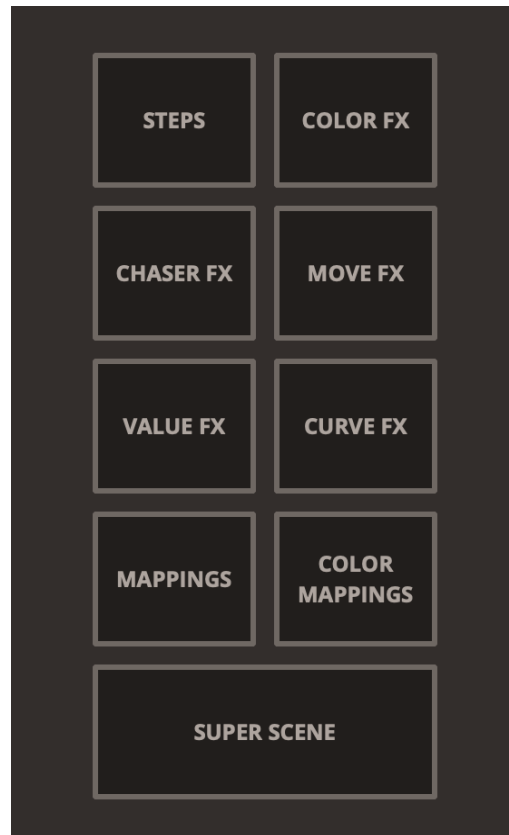 STEPS
COLOR FX
CHASER FX
MOVE FX
VALUE FX
CURVE FX
MAPPINGS
COLOR
MAPPINGS
SUPER SCENE